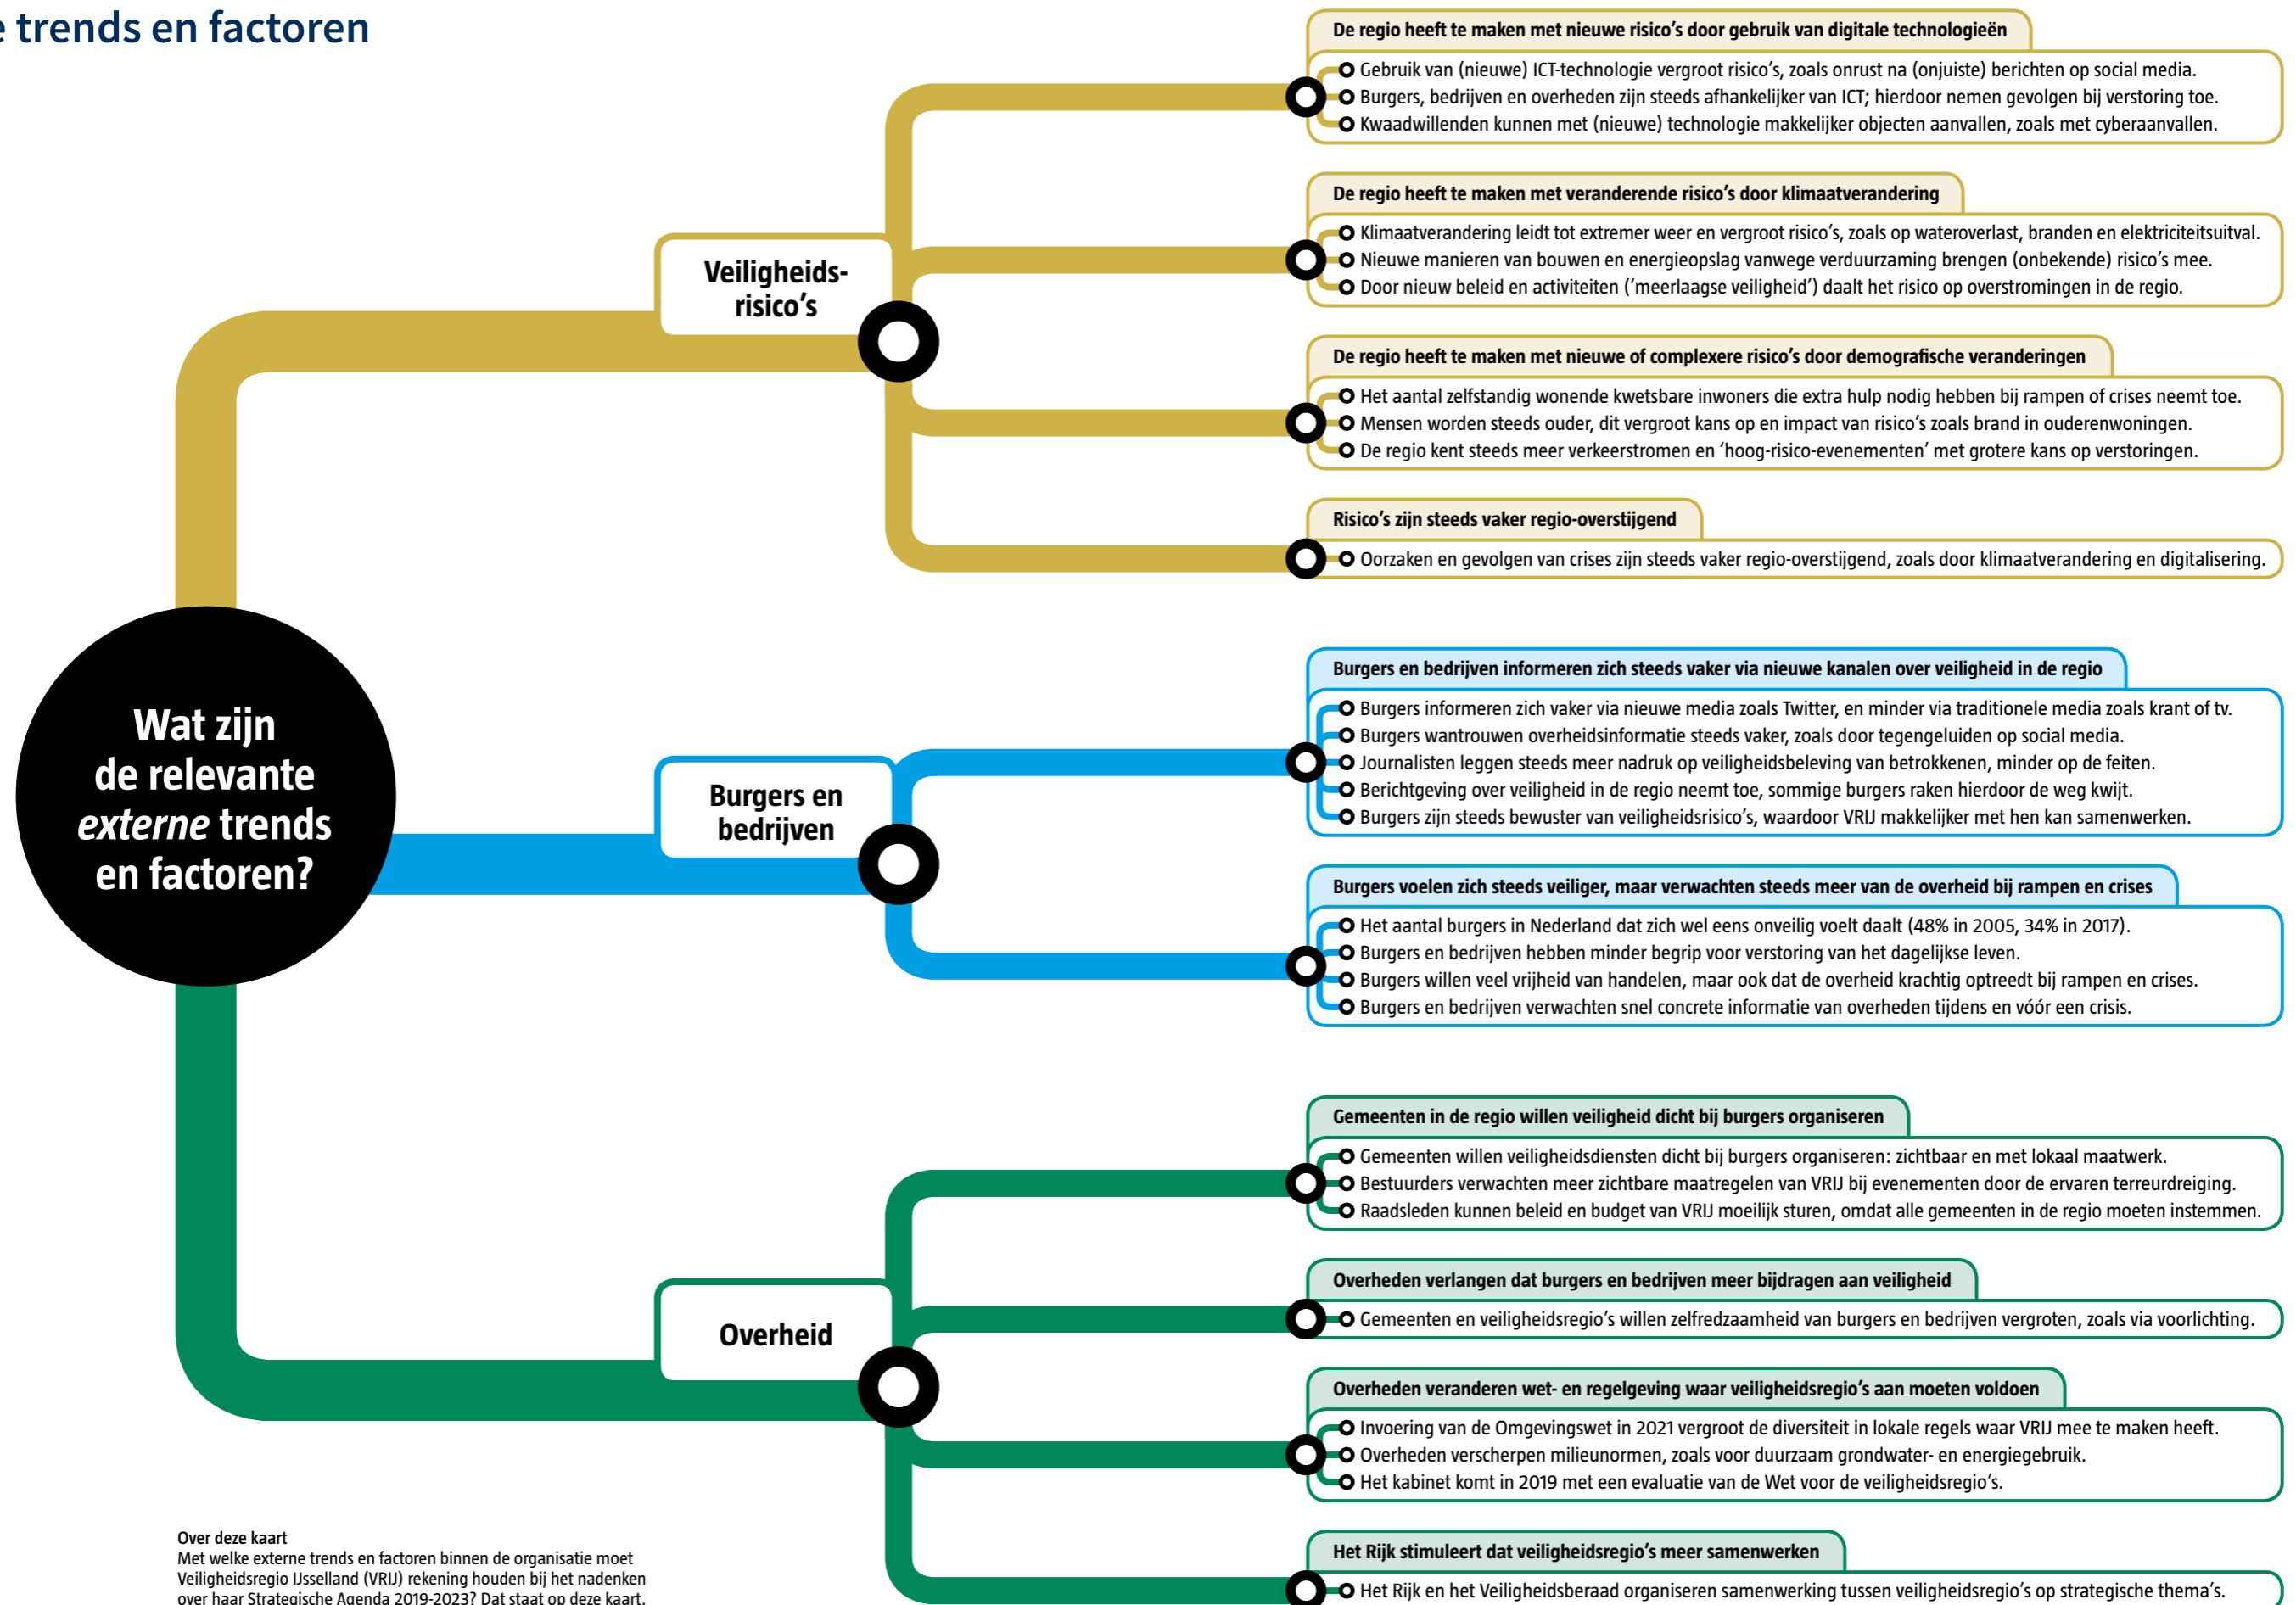 e trends en factoren
Wat zijn
de relevante
externe trends
en factoren?
Veiligheids-
risico's
De regio heeft te maken met nieuwe risico's door gebruik van digitale technologieën
Gebruik van (nieuwe) ICT-technologie vergroot risico's, zoals onrust na (onjuiste) berichten op social media.
Burgers, bedrijven en overheden zijn steeds afhankelijker van ICT; hierdoor nemen gevolgen bij verstoring toe.
Kwaadwillenden kunnen met (nieuwe) technologie makkelijker objecten aanvallen, zoals met cyberaanvallen.
De regio heeft te maken met veranderende risico's door klimaatverandering
Klimaatverandering leidt tot extremer weer en vergroot risico's, zoals op wateroverlast, branden en elektriciteitsuitval.
Nieuwe manieren van bouwen en energieopslag vanwege verduurzaming brengen (onbekende) risico's mee.
Door nieuw beleid en activiteiten ('meerlaagse veiligheid') daalt het risico op overstromingen in de regio.
De regio heeft te maken met nieuwe of complexere risico's door demografische veranderingen
Het aantal zelfstandig wonende kwetsbare inwoners die extra hulp nodig hebben bij rampen of crises neemt toe.
Mensen worden steeds ouder, dit vergroot kans op en impact van risico's zoals brand in ouderenwoningen.
De regio kent steeds meer verkeerstromen en 'hoog-risico-evenementen' met grotere kans op verstoringen.
Risico's zijn steeds vaker regio-overstijgend
Oorzaken en gevolgen van crises zijn steeds vaker regio-overstijgend, zoals door klimaatverandering en digitalisering.
Burgers en
bedrijven
Burgers en bedrijven informeren zich steeds vaker via nieuwe kanalen over veiligheid in de regio
Burgers informeren zich vaker via nieuwe media zoals Twitter, en minder via traditionele media zoals krant of tv.
Burgers wantrouwen overheidsinformatie steeds vaker, zoals door tegengeluiden op social media.
Journalisten leggen steeds meer nadruk op veiligheidsbeleving van betrokkenen, minder op de feiten.
Berichtgeving over veiligheid in de regio neemt toe, sommige burgers raken hierdoor de weg kwijt.
Burgers zijn steeds bewuster van veiligheidsrisico's, waardoor VRIJ makkelijker met hen kan samenwerken.
Burgers voelen zich steeds veiliger, maar verwachten steeds meer van de overheid bij rampen en crises
Het aantal burgers in Nederland dat zich wel eens onveilig voelt daalt (48% in 2005, 34% in 2017).
Burgers en bedrijven hebben minder begrip voor verstoring van het dagelijkse leven.
Burgers willen veel vrijheid van handelen, maar ook dat de overheid krachtig optreedt bij rampen en crises.
Burgers en bedrijven verwachten snel concrete informatie van overheden tijdens en vóór een crisis.
Overheid
Gemeenten in de regio willen veiligheid dicht bij burgers organiseren
Gemeenten willen veiligheidsdiensten dicht bij burgers organiseren: zichtbaar en met lokaal maatwerk.
Bestuurders verwachten meer zichtbare maatregelen van VRIJ bij evenementen door de ervaren terreurdreiging.
Raadsleden kunnen beleid en budget van VRIJ moeilijk sturen, omdat alle gemeenten in de regio moeten instemmen.
Overheden verlangen dat burgers en bedrijven meer bijdragen aan veiligheid
Gemeenten en veiligheidsregio's willen zelfredzaamheid van burgers en bedrijven vergroten, zoals via voorlichting.
Overheden veranderen wet- en regelgeving waar veiligheidsregio's aan moeten voldoen
Invoering van de Omgevingswet in 2021 vergroot de diversiteit in lokale regels waar VRIJ mee te maken heeft.
Overheden verscherpen milieunormen, zoals voor duurzaam grondwater- en energiegebruik.
Het kabinet komt in 2019 met een evaluatie van de Wet voor de veiligheidsregio's.
Het Rijk stimuleert dat veiligheidsregio's meer samenwerken
Het Rijk en het Veiligheidsberaad organiseren samenwerking tussen veiligheidsregio's op strategische thema's.
Over deze kaart
Met welke externe trends en factoren binnen de organisatie moet
Veiligheidsregio IJsselland (VRIJ) rekening houden bij het nadenken
over haar Strategische Agenda 2019-2023? Dat staat op deze kaart.